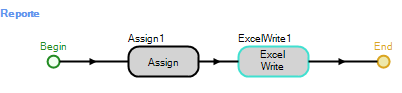 Reporte
Begin
Assign1
Assign
ExcelWrite1
Excel
Write
End